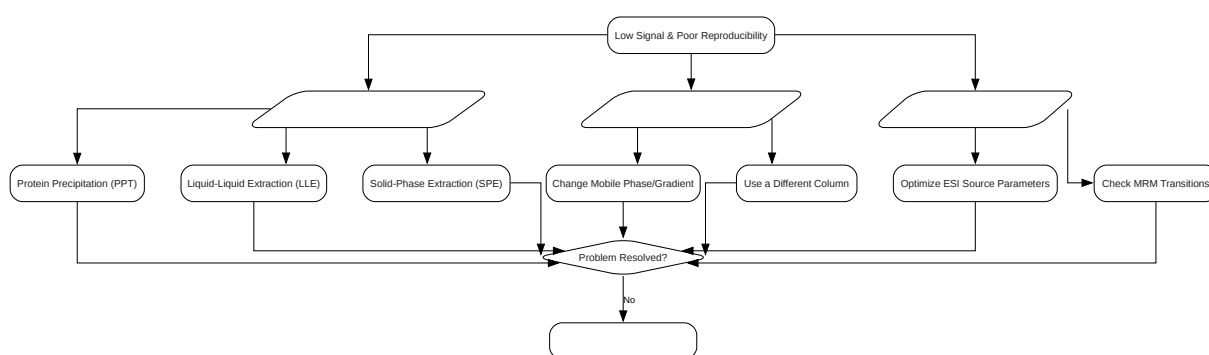 Low Signal & Poor Reproducibility
Protein Precipitation (PPT)
Liquid-Liquid Extraction (LLE)
Solid-Phase Extraction (SPE)
Change Mobile Phase/Gradient
Use a Different Column
Optimize ESI Source Parameters
Check MRM Transitions
Problem Resolved?
No